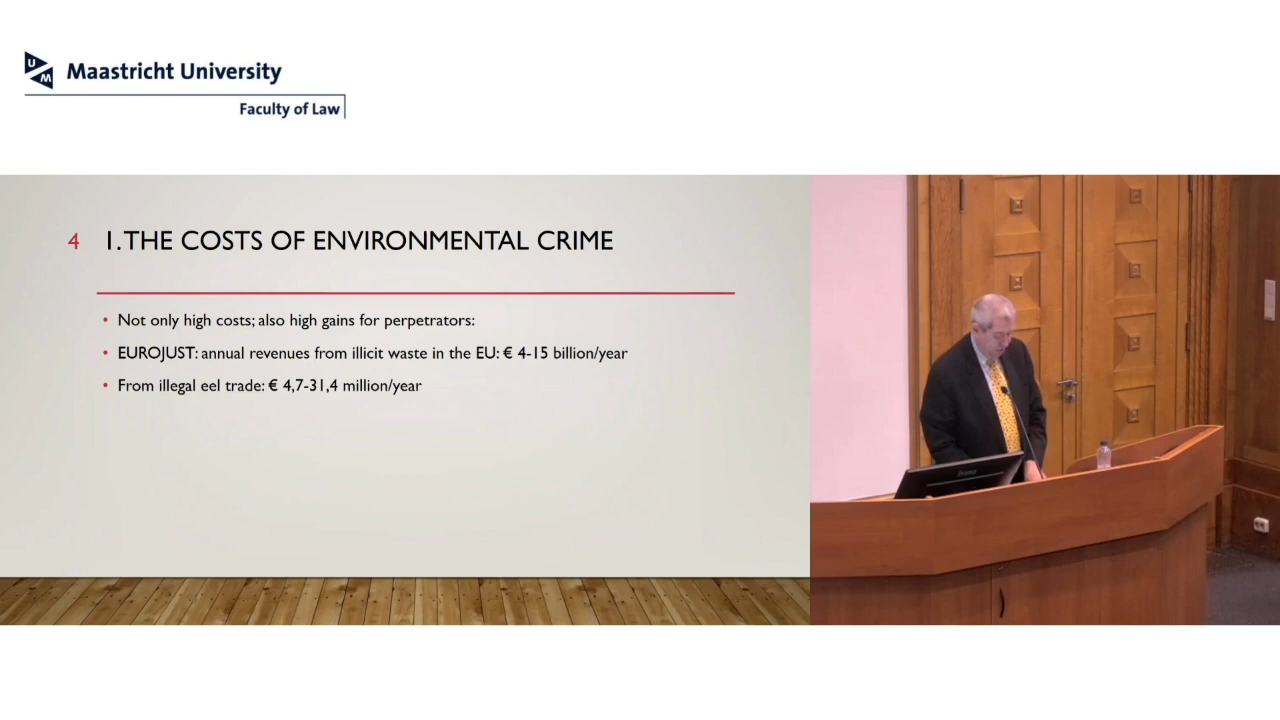 UM Maastricht University
Faculty of Law
4 1. THE COSTS OF ENVIRONMENTAL CRIME
• Not only high costs; also high gains for perpetrators:
• EUROJUST: annual revenues from illicit waste in the EU: € 4-15 billion/year
• From illegal eel trade: € 4,7-31,4 million/year